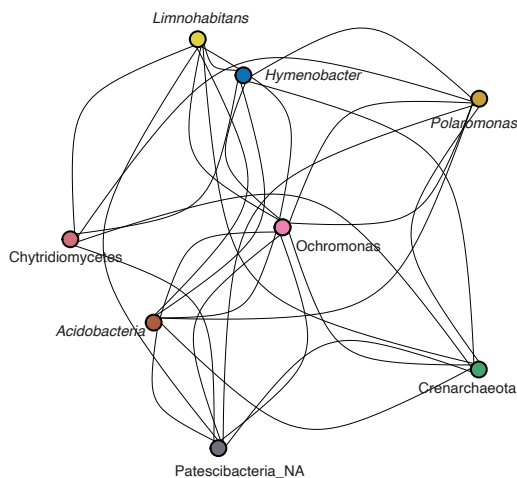 Limnohabitans
Hymenobacter
Polaromonas
Ochromonas
Chytridiomycetes
Acidobacteria
Crenarchaeota
Patescibacteria_NA